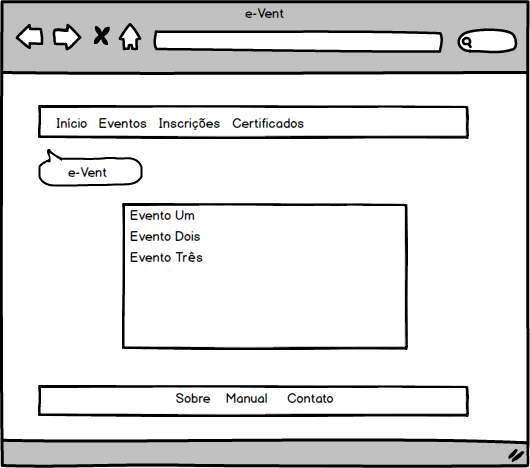 e-Vent
Início Eventos Inscrições Certificados
e-Vent
Evento Um
Evento Dois
Evento Três
Sobre Manual Contato